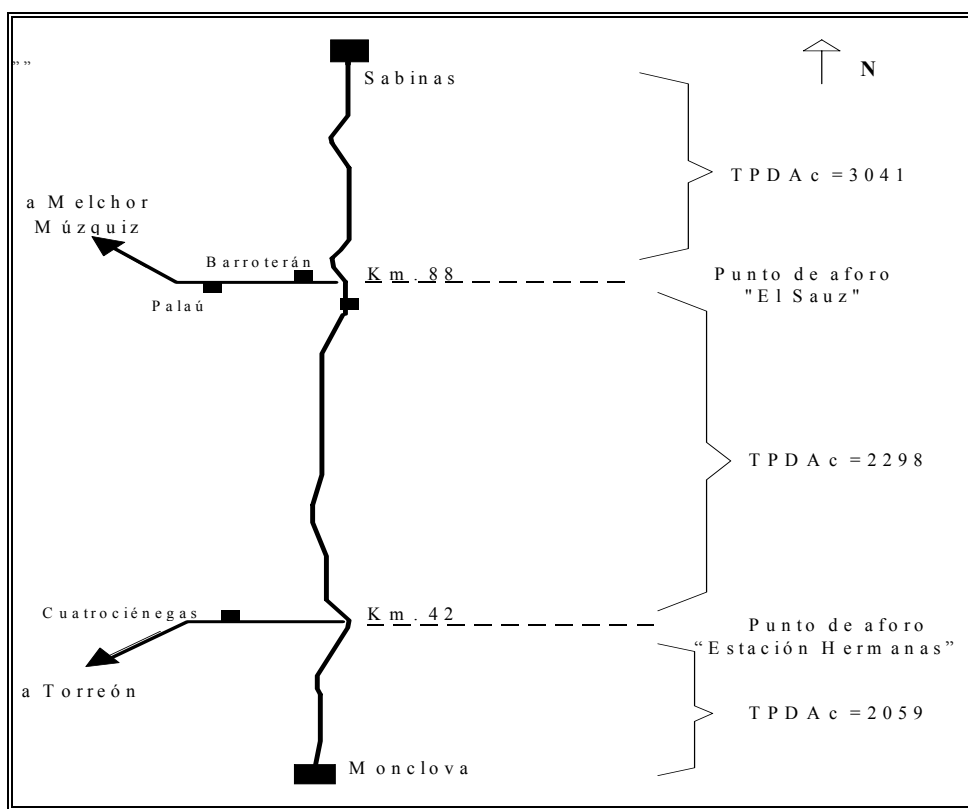 ””
Sabinas
N
TPDAc =3041
a Melchor
Múzquiz
Barroterán
Palaú
Km. 88
Punto de aforo
"El Sauz"
TPDAc =2298
Cuatrociénegas
Km. 42
Punto de aforo
“Estación Hermanas”
a Torreón
TPDAc =2059
Monclova